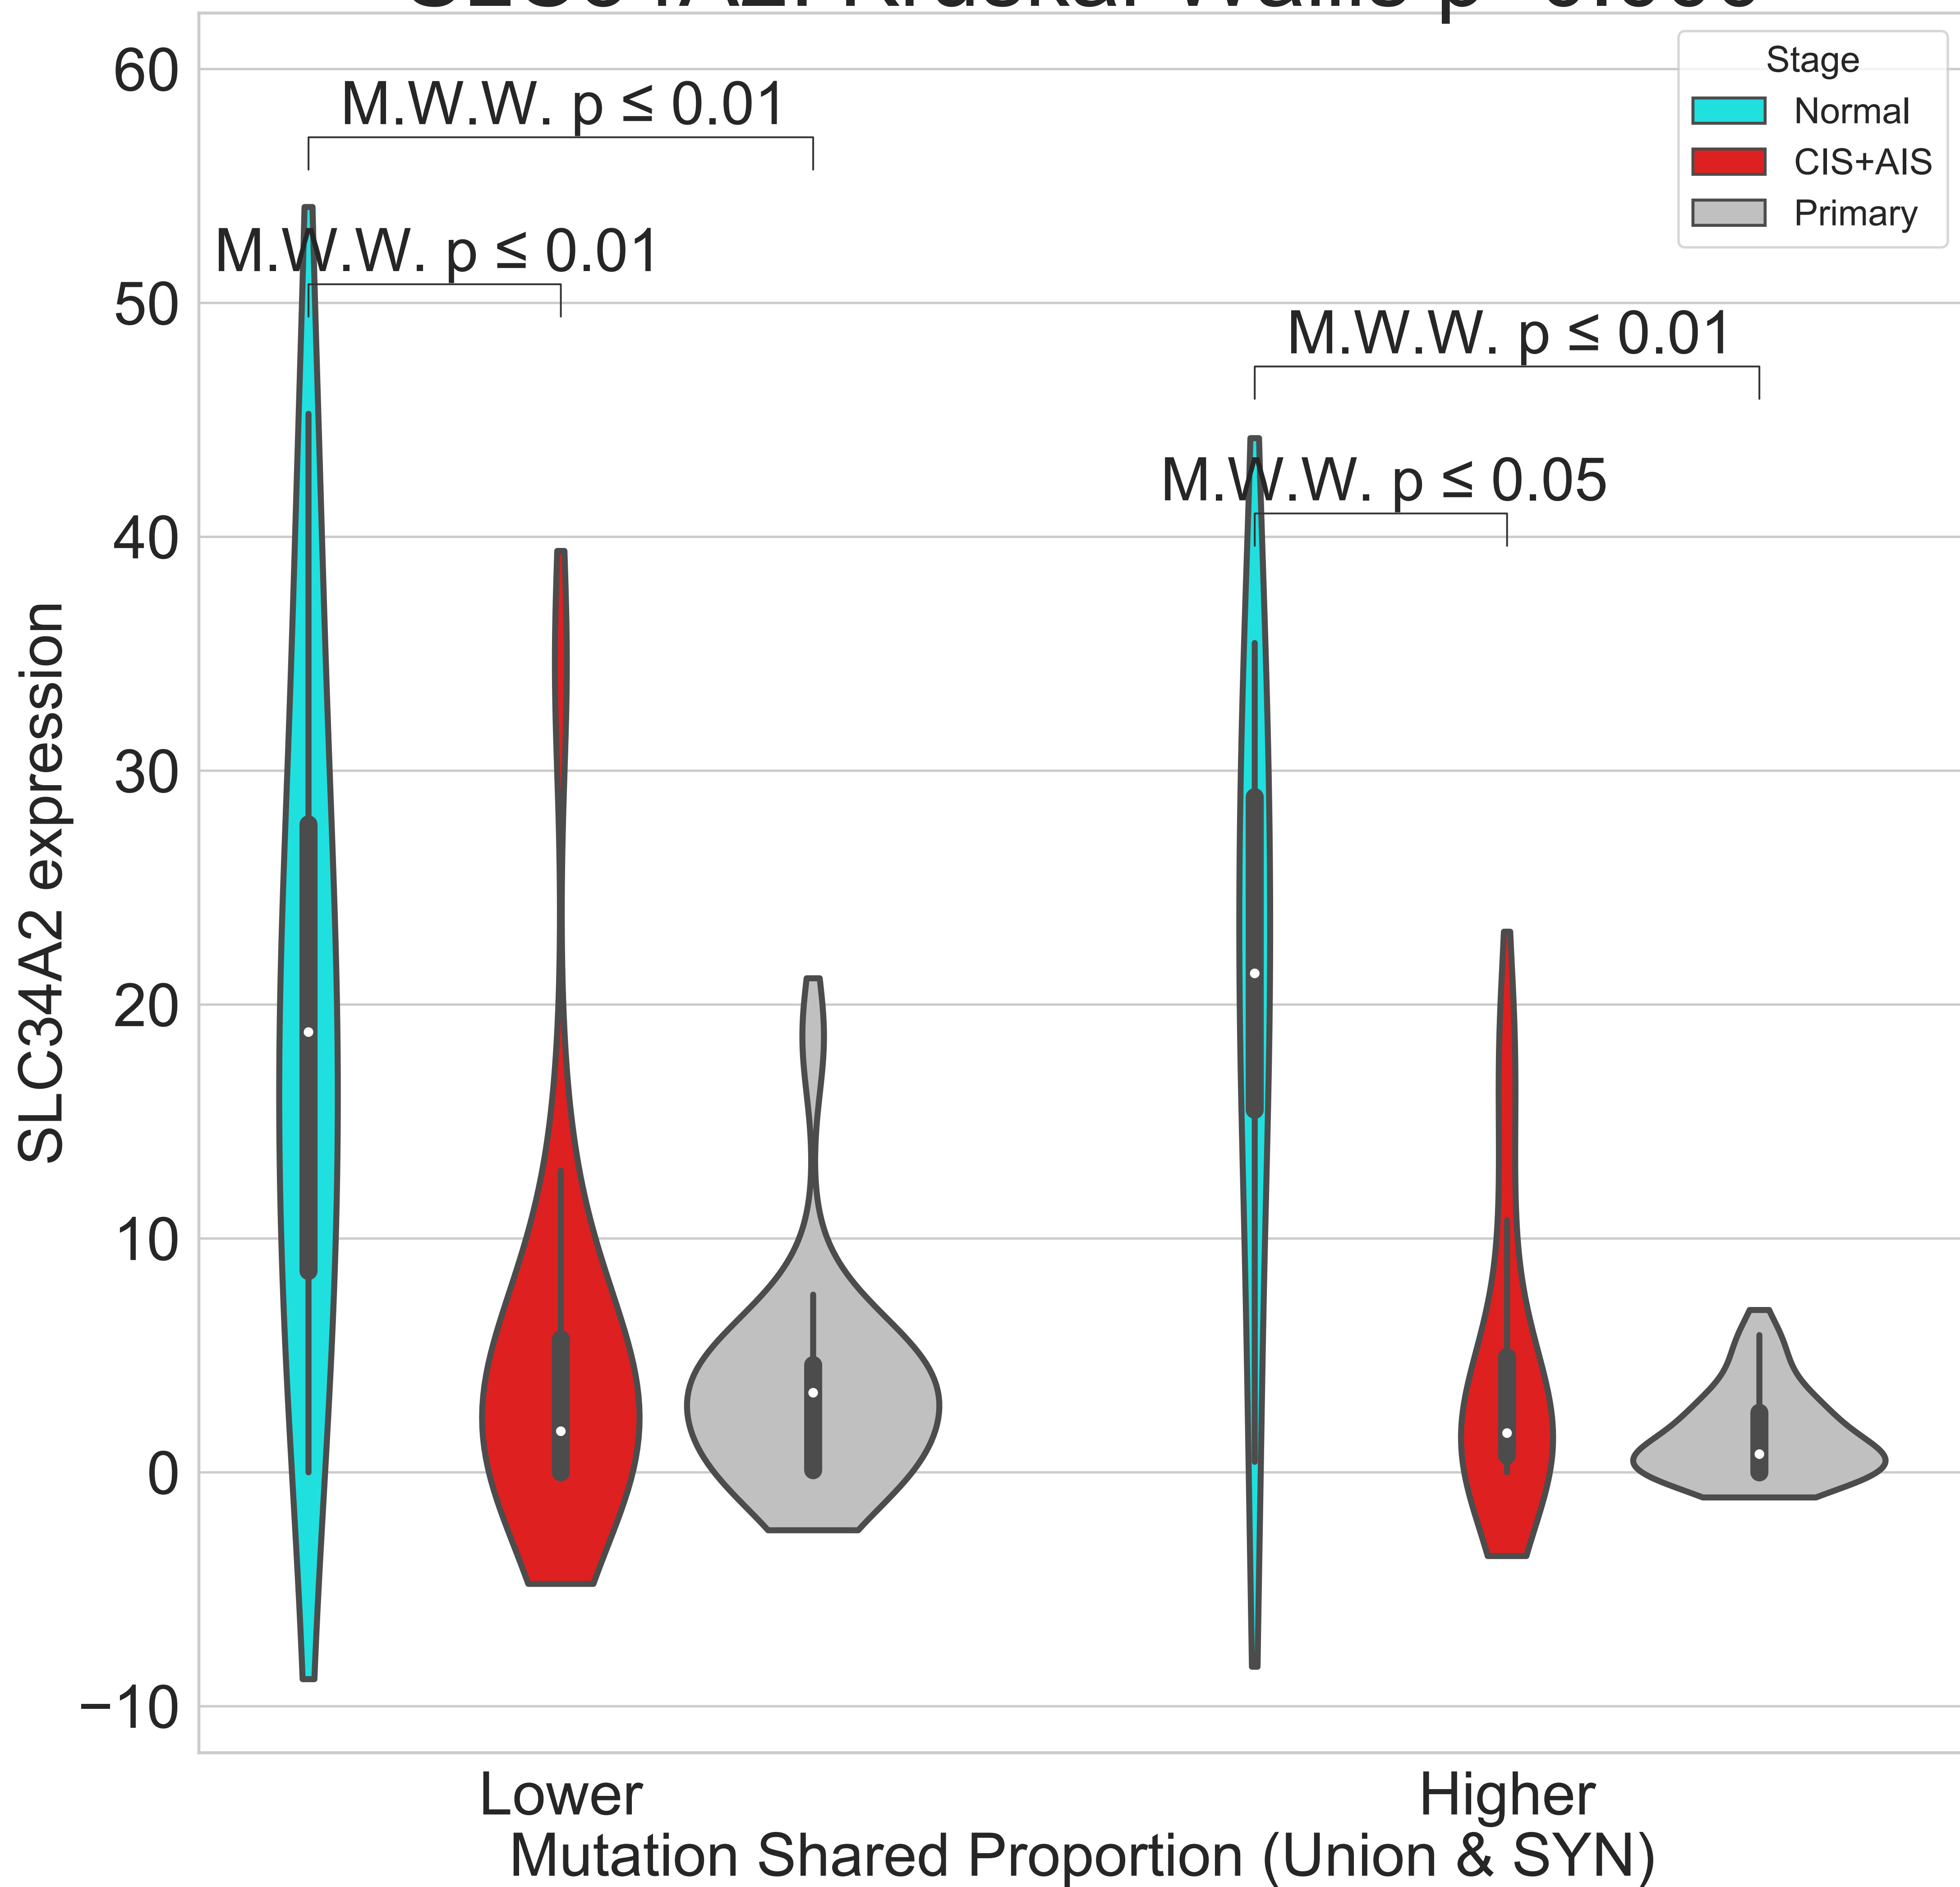 60
M.W.W. p ≤ 0.01
Stage
Normal
CIS+AIS
Primary
M.W.W. p ≤ 0.01
50
M.W.W. p ≤ 0.01
M.W.W. p ≤ 0.05
40
30
20
10
0
−10
SLC34A2 expression
Lower
Higher
Mutation Shared Proportion (Union & SYN)